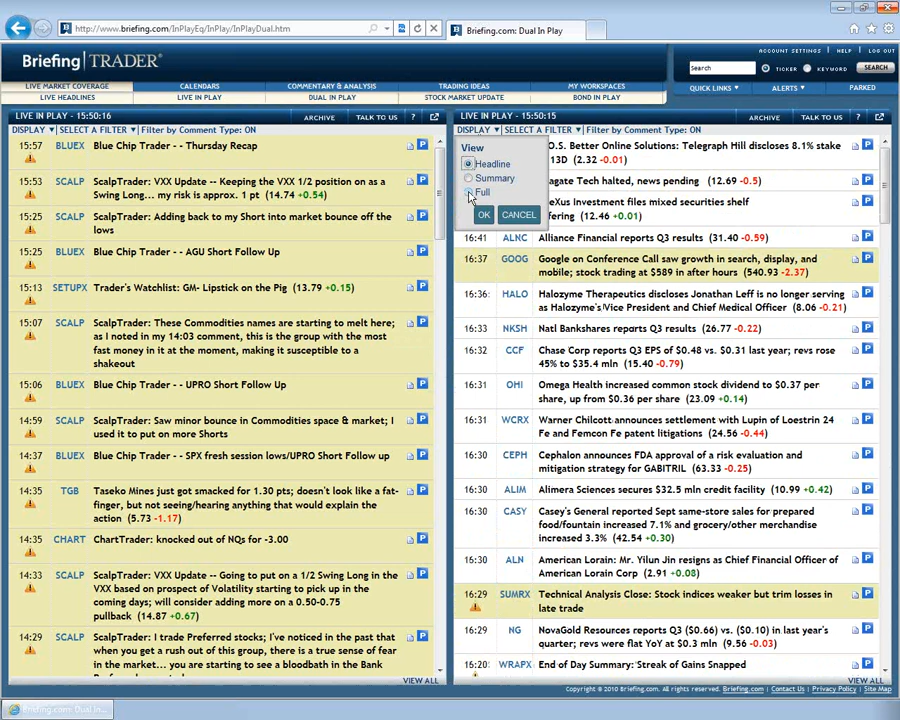 http://www.briefing.com/InPlayEq/InPlay/InPlayDual.htm
Briefing.com: Dual In Play
Briefing TRADER
ACCOUNT SETTINGS HELP LOG OUT
Search TICKER KEYWORD SEARCH
LIVE MARKET COVERAGE CALENDARS COMMENTARY & ANALYSIS TRADING IDEAS MY WORKSPACES QUICK LINKS ALERTS PARKED
LIVE HEADLINES LIVE IN PLAY DUAL IN PLAY STOCK MARKET UPDATE BOND IN PLAY
LIVE IN PLAY - 15:50:16 ARCHIVE TALK TO US ?
DISPLAY SELECT A FILTER Filter by Comment Type: ON
15:57 BLUEX Blue Chip Trader - - Thursday Recap P
15:53 SCALP ScalpTrader: VXX Update -- Keeping the VXX 1/2 position on as a P
Swing Long... my risk is approx. 1 pt (14.74 +0.54)
15:25 SCALP ScalpTrader: Adding back to my Short into market bounce off the P
lows
15:25 BLUEX Blue Chip Trader - - AGU Short Follow Up P
15:13 SETUPX Trader's Watchlist: GM- Lipstick on the Pig (13.79 +0.15) P
15:07 SCALP ScalpTrader: These Commodities names are starting to melt here; P
as I noted in my 14:03 comment, this is the group with the
most fast money in it at the moment, making it susceptible to a
shakeout
15:06 BLUEX Blue Chip Trader - - UPRO Short Follow Up P
14:59 SCALP ScalpTrader: Saw minor bounce in Commodities space & market; I P
used it to put on more Shorts
14:37 BLUEX Blue Chip Trader - - SPX fresh session lows/UPRO Short Follow Up P
14:35 TGB Taseko Mines just got smacked for 1.30 pts; doesn't look like a fat- P
finger, but not seeing/hearing anything that would explain the
action (5.73 -1.17)
14:35 CHART ChartTrader: knocked out of NQs for -3.00 P
14:33 SCALP ScalpTrader: VXX Update -- Going to put on a 1/2 Swing Long in the P
VXX based on prospect of Volatility starting to pick up in the
coming days; will consider adding more on a 0.50-0.75
pullback (14.87 +0.67)
14:29 SCALP ScalpTrader: I trade Preferred stocks; I've noticed in the past that P
when you get a rush out of this group, there is a true sense of fear
in the market... you are starting to see a bloodbath in the Bank
VIEW ALL
LIVE IN PLAY - 15:50:15 ARCHIVE TALK TO US ?
DISPLAY SELECT A FILTER Filter by Comment Type: ON
View
Headline
Summary
Full
OK CANCEL
.O.S. Better Online Solutions: Telegraph Hill discloses 8.1% stake P
13D (2.32 -0.01)
agate Tech halted, news pending (12.69 -0.5) P
eXus Investment files mixed securities shelf P
ffering (12.46 +0.01)
16:41 ALNC Alliance Financial reports Q3 results (31.40 -0.59) P
16:37 GOOG Google on Conference Call saw growth in search, display, and P
mobile; stock trading at $589 in after hours (540.93 -2.37)
16:36 HALO Halozyme Therapeutics discloses Jonathan Leff is no longer serving P
as Halozyme's Vice President and Chief Medical Officer (8.06 -0.21)
16:33 NKSH Natl Bankshares reparts Q3 results (26.77 -0.22) P
16:32 CCF Chase Corp reports Q3 EPS of $0.48 vs. $0.31 last year; revs rose P
45% to $35.4 mln (15.40 -0.79)
16:31 OHI Omega Health increased common stock dividend to $0.37 per P
share, up from $0.36 per share (23.09 +0.14)
16:31 WCRX Warner Chilcott announces settlement with Lupin of Loestrin 24 P
Fe and Femcon Fe patent litigations (24.56 -0.44)
16:30 CEPH Cephalon announces FDA approval of a risk evaluation and P
mitigation strategy for GABITRIL (63.33 -0.25)
16:30 ALIM Alimera Sciences secures $32.5 mln credit facility (10.99 +0.42) P
16:30 CASY Casey's General reported Sept same-store sales for prepared P
food/fountain increased 7.1% and grocery/other merchandise
increased 3.3% (42.54 +0.30)
16:30 ALN American Lorain: Mr. Yilun Jin resigns as Chief Financial Officer of P
American Lorain Corp (2.91 +0.08)
16:29 SUMRX Technical Analysis Close: Stock indices weaker but trim losses in P
late trade
16:29 NG NovaGold Resources reports Q3 ($0.66) vs. ($0.10) in last year's P
quarter; revs were flat YoY at $0.3 mln (9.56 -0.03)
16:20 WRAPX End of Day Summary: Streak of Gains Snapped P
VIEW ALL
Copyright © 2010 Briefing.com. All rights reserved. Briefing.com | Contact Us | Privacy Policy | Site Map
Briefing.com: Dual In...